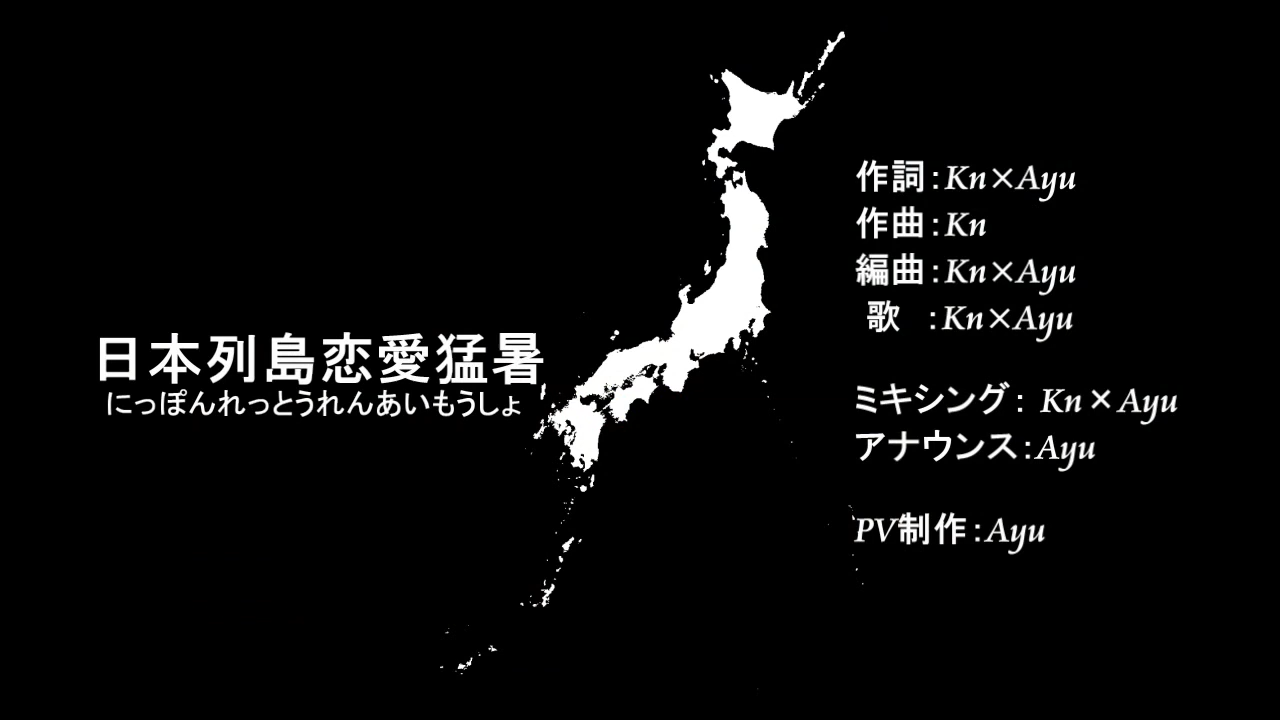 日本列島恋愛猛暑
にっぽんれっとうれんあいもうしょ
作詞：Kn×Ayu
作曲：Kn
編曲：Kn×Ayu
歌　：Kn×Ayu
ミキシング： Kn×Ayu
アナウンス：Ayu
PV制作：Ayu